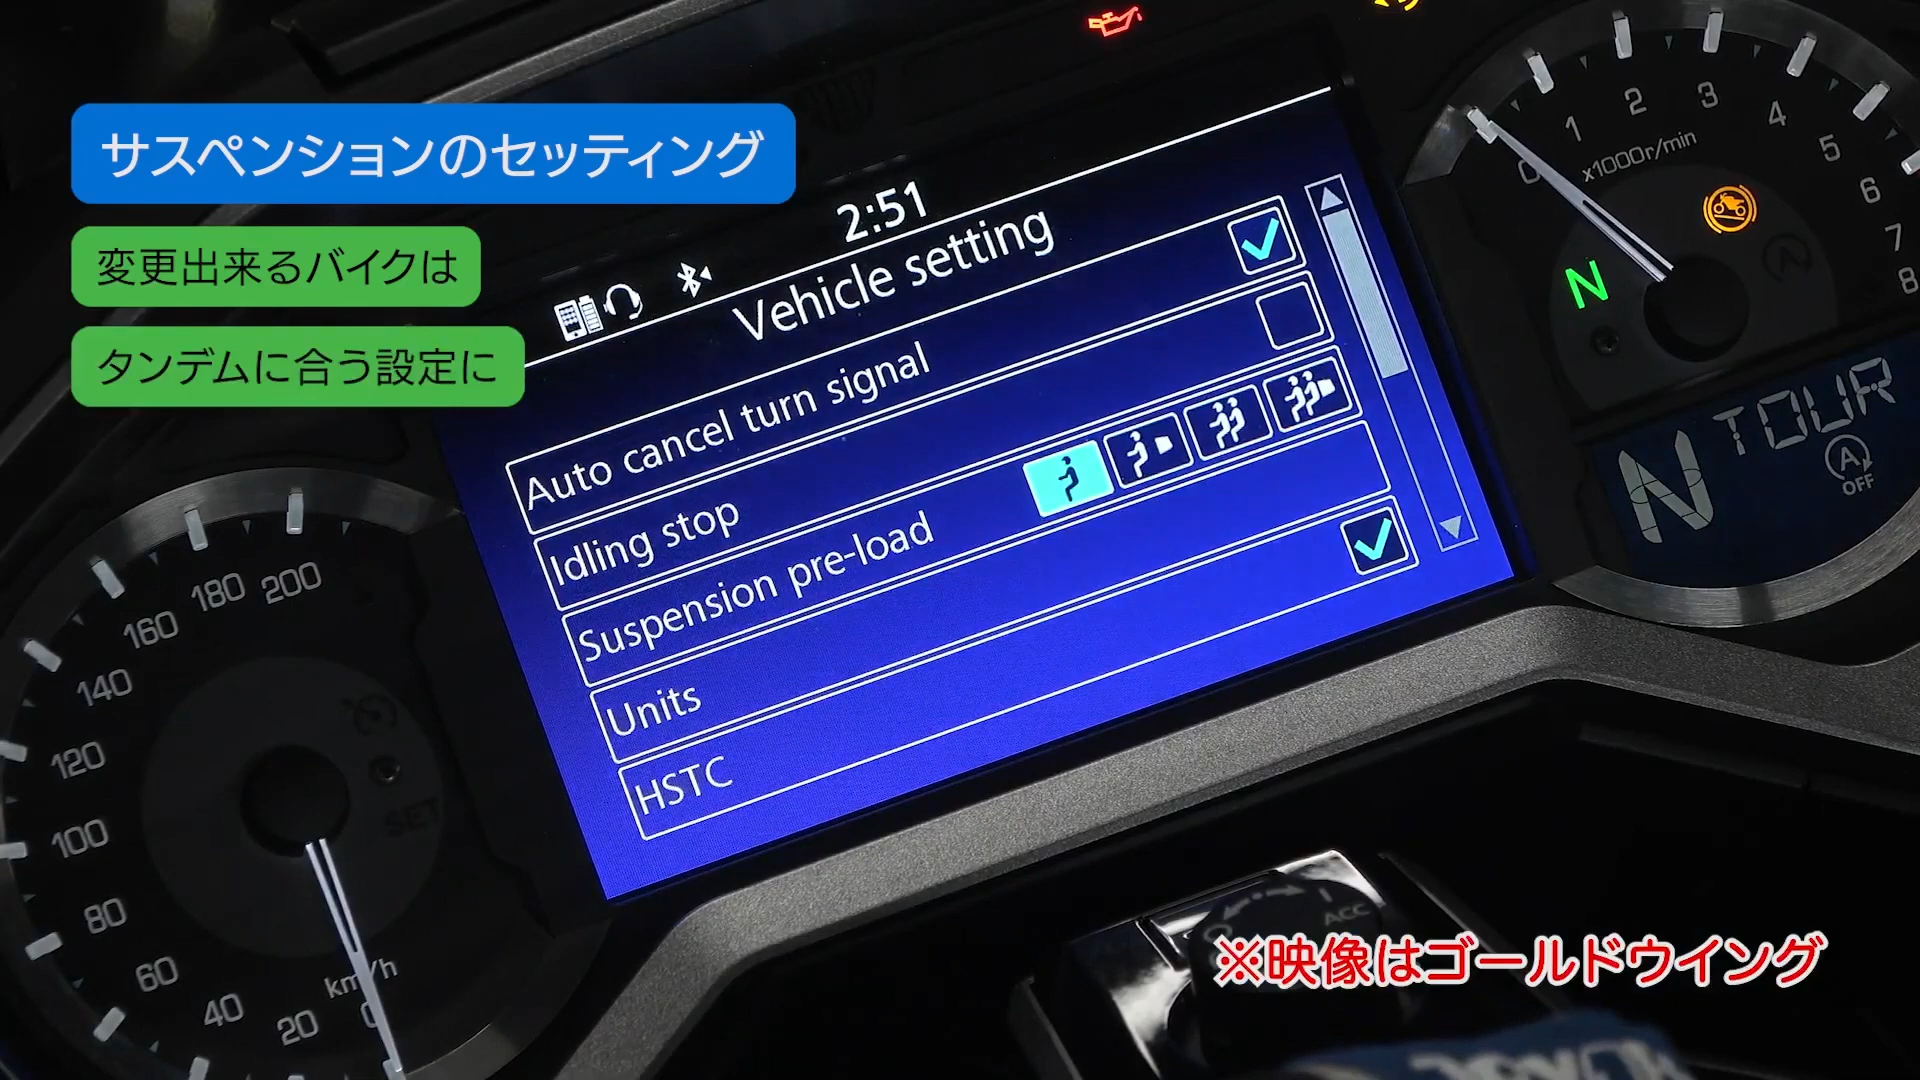 サスペンションのセッティング
変更出来るバイクは
タンデムに合う設定に
2:51
Vehicle setting
Auto cancel turn signal
Idling stop
Suspension pre-load
Units
HSTC
0 1 2 3 4 5 6 7 8
x1000r/min
N
A
N TOUR
A
OFF
200
180
160
140
120
100
80
60
40
20
0
km/h
SET
ACC
※映像はゴールドウイング